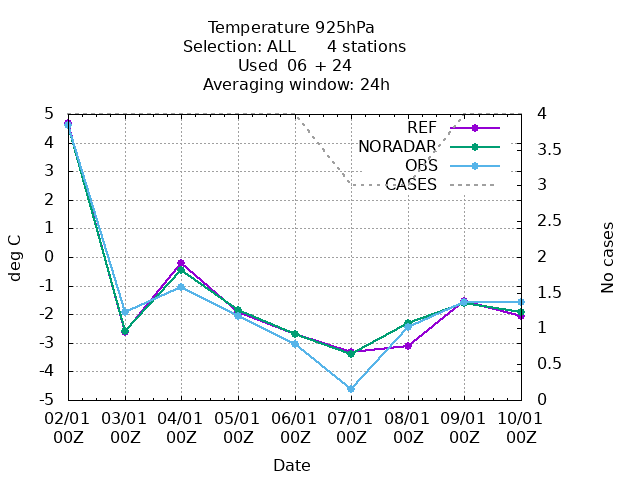 Temperature 925hPa
Selection: ALL 4 stations
Used 06 + 24
Averaging window: 24h
REF
NORADAR
OBS
CASES
deg C
5
4
3
2
1
0
-1
-2
-3
-4
-5
No cases
4
3.5
3
2.5
2
1.5
1
0.5
0
02/01 03/01 04/01 05/01 06/01 07/01 08/01 09/01 10/01
00Z 00Z 00Z 00Z 00Z 00Z 00Z 00Z 00Z
Date